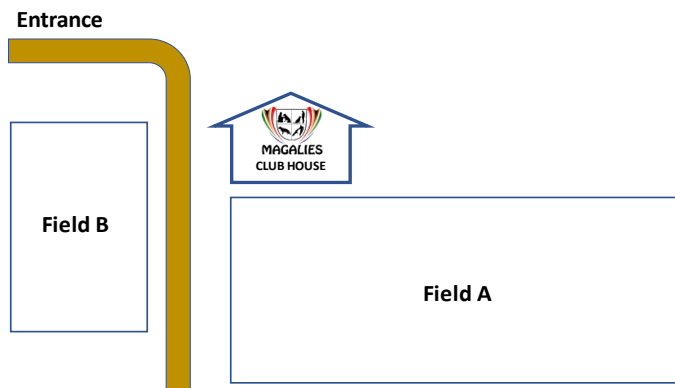 Entrance
MAGALIES
CLUB HOUSE
Field B
Field A